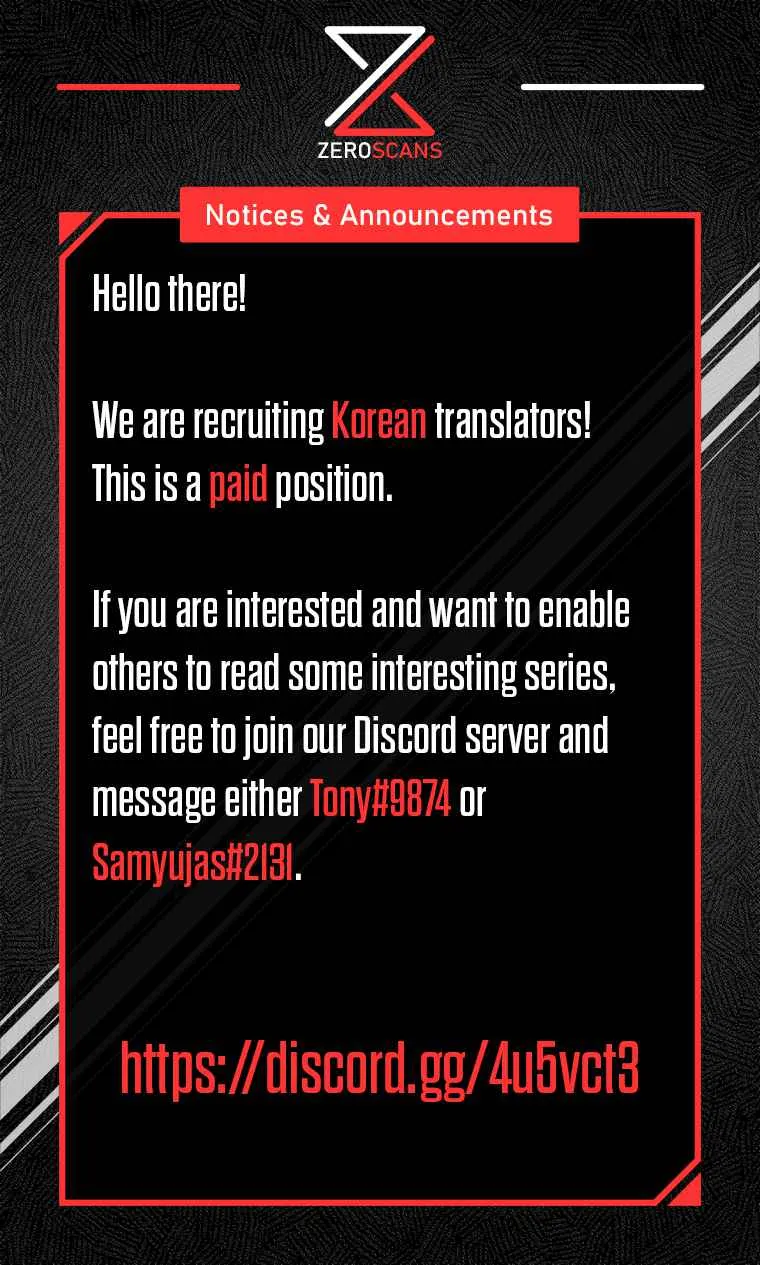 ZEROSCANS
Notices & Announcements
Hello there!
We are recruiting Korean translators!
This is a paid position.
If you are interested and want to enable
others to read some interesting series,
feel free to join our Discord server and
message either Tony#9874 or
Samyujas#2131.
https://discord.gg/4u5vct3